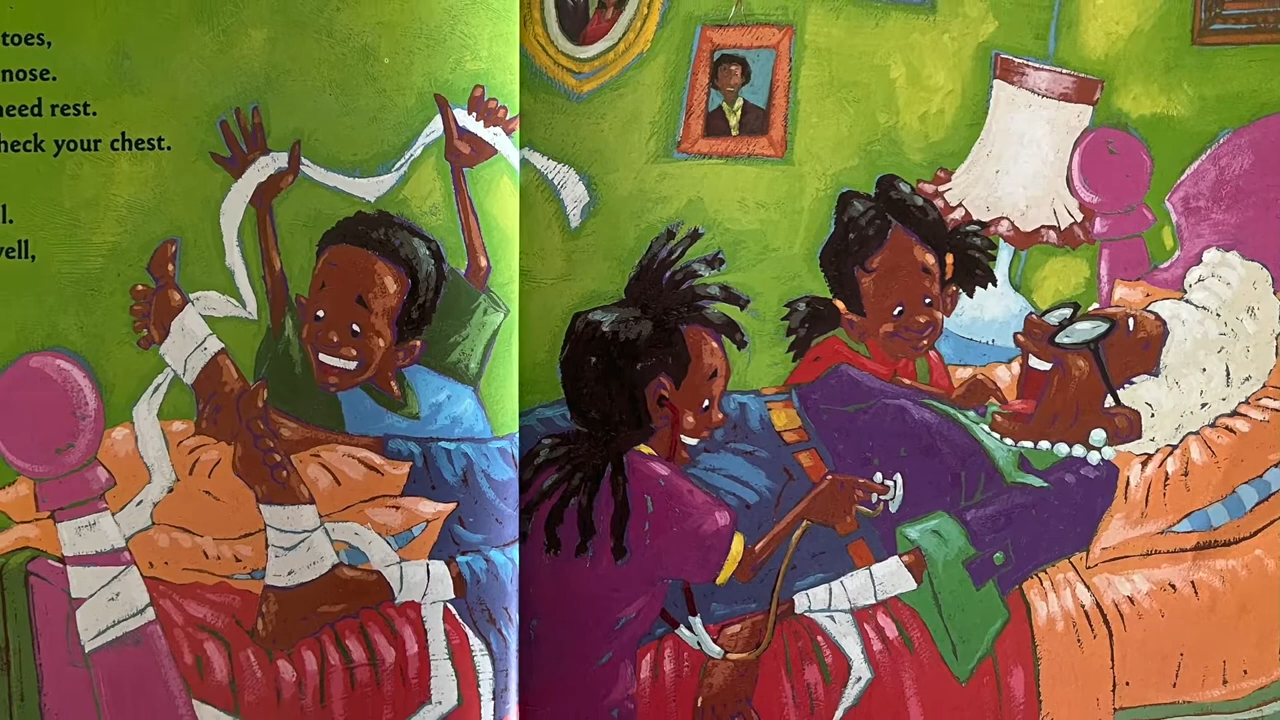 toes,
nose.
need rest.
heck your chest.
l.
vell,